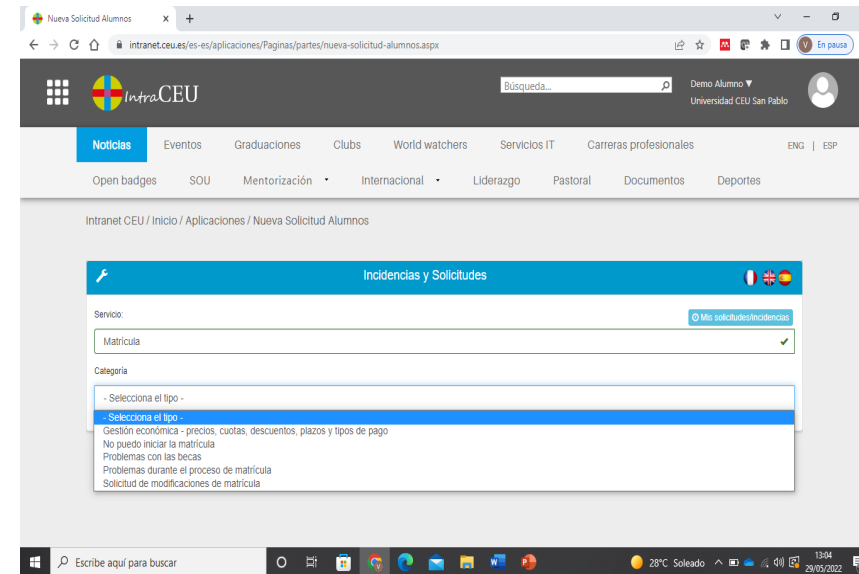 Nueva Solicitud Alumnos
intranet.ceu.es/es-es/aplicaciones/Paginas/partes/nueva-solicitud-alumnos.aspx
V En pausa
IntraCEU
Búsqueda...
Demo Alumno ▼
Universidad CEU San Pablo
Noticias Eventos Graduaciones Clubs World watchers Servicios IT Carreras profesionales ENG | ESP
Open badges SOU Mentorización Internacional Liderazgo Pastoral Documentos Deportes
Intranet CEU / Inicio / Aplicaciones / Nueva Solicitud Alumnos
Incidencias y Solicitudes
Servicio:
Mis solicitudes/incidencias
Matrícula
Categoría
- Selecciona el tipo -
- Selecciona el tipo -
Gestión económica - precios, cuotas, descuentos, plazos y tipos de pago
No puedo iniciar la matrícula
Problemas con las becas
Problemas durante el proceso de matrícula
Solicitud de modificaciones de matrícula
Escribe aquí para buscar
28°C Soleado
13:04
29/05/2022